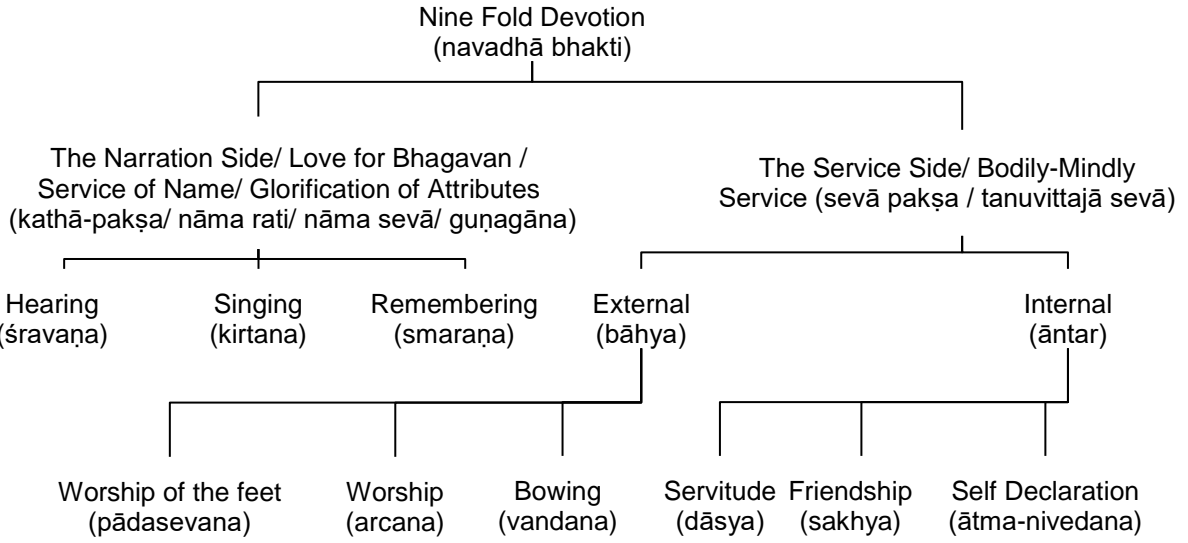 Nine Fold Devotion
(navadhā bhakti)
The Narration Side/ Love for Bhagavan /
Service of Name/ Glorification of Attributes
(kathā-pakṣa/ nāma rati/ nāma sevā/ guṇagāna)
The Service Side/ Bodily-Mindly
Service (sevā pakṣa / tanuvittajā sevā)
Hearing
(śravaṇa)
Singing
(kirtana)
Remembering
(smaraṇa)
External
(bāhya)
Internal
(āntar)
Worship of the feet
(pādasevana)
Worship
(arcana)
Bowing
(vandana)
Servitude
(dāsya)
Friendship
(sakhya)
Self Declaration
(ātma-nivedana)